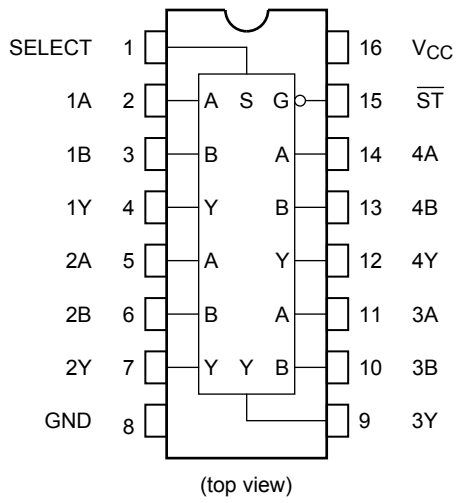 SELECT 1 16 VCC
1A 2 A S G 15 ST
1B 3 B A 14 4A
1Y 4 Y B 13 4B
2A 5 A Y 12 4Y
2B 6 B A 11 3A
2Y 7 Y Y B 10 3B
GND 8 9 3Y
(top view)